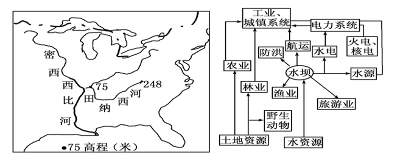 密西西比河
75
248
田纳西河
•75 高程（米）
工业、
城镇系统
电力系统
防洪
航运
水电
火电、
核电
农业
水坝
水源
林业
渔业
旅游业
野生
动物
土地资源
水资源